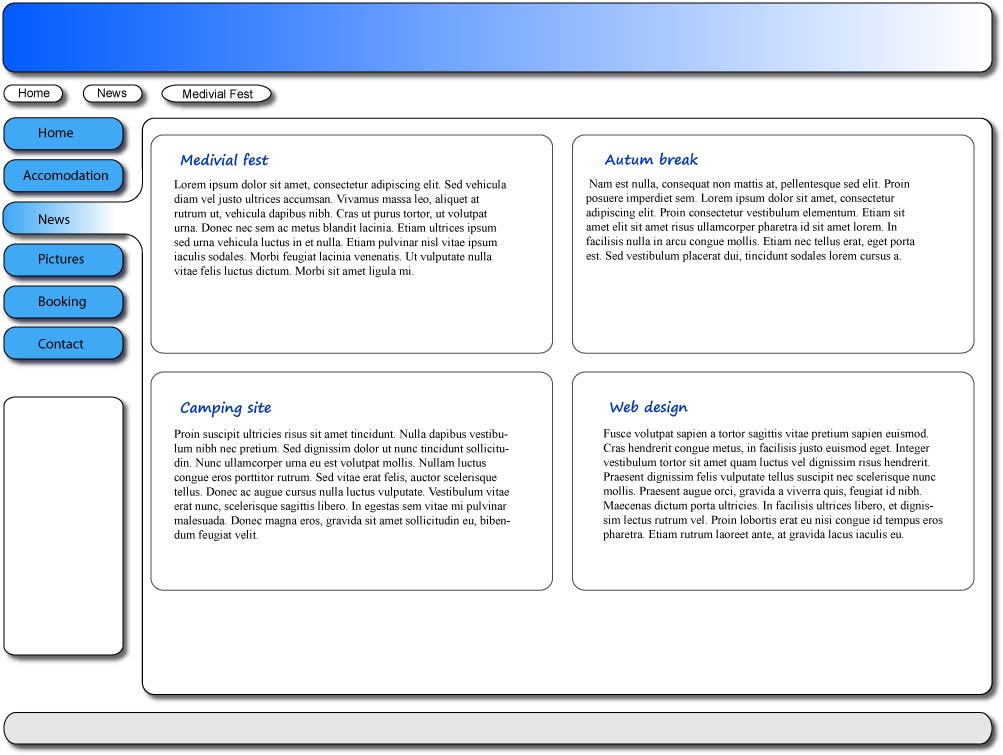 Home
News
Medivial Fest
Home
Accomodation
News
Pictures
Booking
Contact
Medivial fest
Lorem ipsum dolor sit amet, consectetur adipiscing elit. Sed vehicula
diam vel justo ultrices accumsan. Vivamus massa leo, aliquet at
rutrum ut, vehicula dapibus nibh. Cras ut purus tortor, ut volutpat
urna. Donec nec sem ac metus blandit lacinia. Etiam ultrices ipsum
sed urna vehicula luctus in et nulla. Etiam pulvinar nisl vitae ipsum
iaculis sodales. Morbi feugiat lacinia venenatis. Ut vulputate nulla
vitae felis luctus dictum. Morbi sit amet ligula mi.
Autum break
Nam est nulla, consequat non mattis at, pellentesque sed elit. Proin
posuere imperdiet sem. Lorem ipsum dolor sit amet, consectetur
adipiscing elit. Proin consectetur vestibulum elementum. Etiam sit
amet elit sit amet risus ullamcorper pharetra id sit amet lorem. In
facilisis nulla in arcu congue mollis. Etiam nec tellus erat, eget porta
est. Sed vestibulum placerat dui, tincidunt sodales lorem cursus a.
Camping site
Proin suscipit ultricies risus sit amet tincidunt. Nulla dapibus vestibu-
lum nibh nec pretium. Sed dignissim dolor ut nunc tincidunt sollicitu-
din. Nunc ullamcorper urna eu est volutpat mollis. Nullam luctus
congue eros porttitor rutrum. Sed vitae erat felis, auctor scelerisque
tellus. Donec ac augue cursus nulla luctus vulputate. Vestibulum vitae
erat nunc, scelerisque sagittis libero. In egestas sem vitae mi pulvinar
malesuada. Donec magna eros, gravida sit amet sollicitudin eu, biben-
dum feugiat velit.
Web design
Fusce volutpat sapien a tortor sagittis vitae pretium sapien euismod.
Cras hendrerit congue metus, in facilisis justo euismod eget. Integer
vestibulum tortor sit amet quam luctus vel dignissim risus hendrerit.
Praesent dignissim felis vulputate tellus suscipit nec scelerisque nunc
mollis. Praesent augue orci, gravida a viverra quis, feugiat id nibh.
Maecenas dictum porta ultricies. In facilisis ultrices libero, et dignis-
sim lectus rutrum vel. Proin lobortis erat eu nisi congue id tempus eros
pharetra. Etiam rutrum laoreet ante, at gravida lacus iaculis eu.